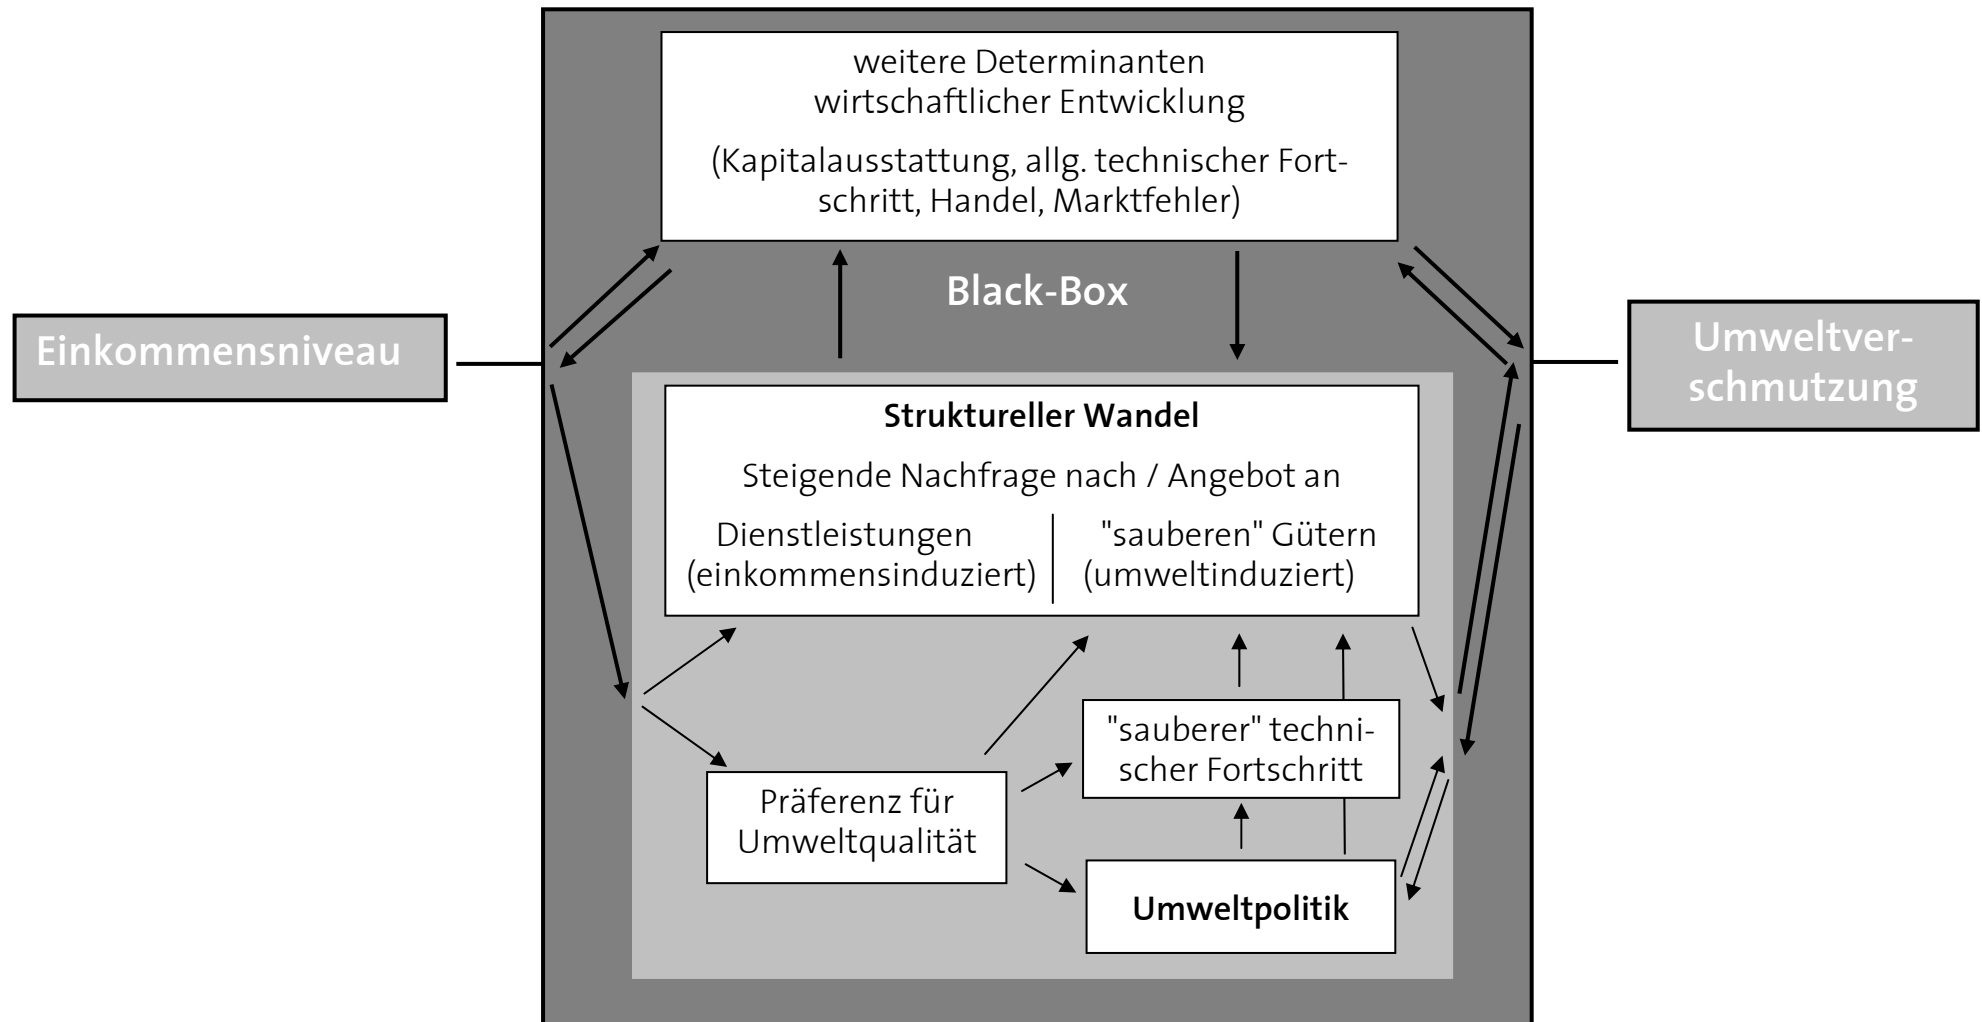 weitere Determinanten
wirtschaftlicher Entwicklung
(Kapitalausstattung, allg. technischer Fort-
schritt, Handel, Marktfehler)
Black-Box
Einkommensniveau
Umweltver-
schmutzung
Struktureller Wandel
Steigende Nachfrage nach / Angebot an
Dienstleistungen
(einkommensinduziert)
"sauberen" Gütern
(umweltinduziert)
"sauberer" techni-
scher Fortschritt
Präferenz für
Umweltqualität
Umweltpolitik